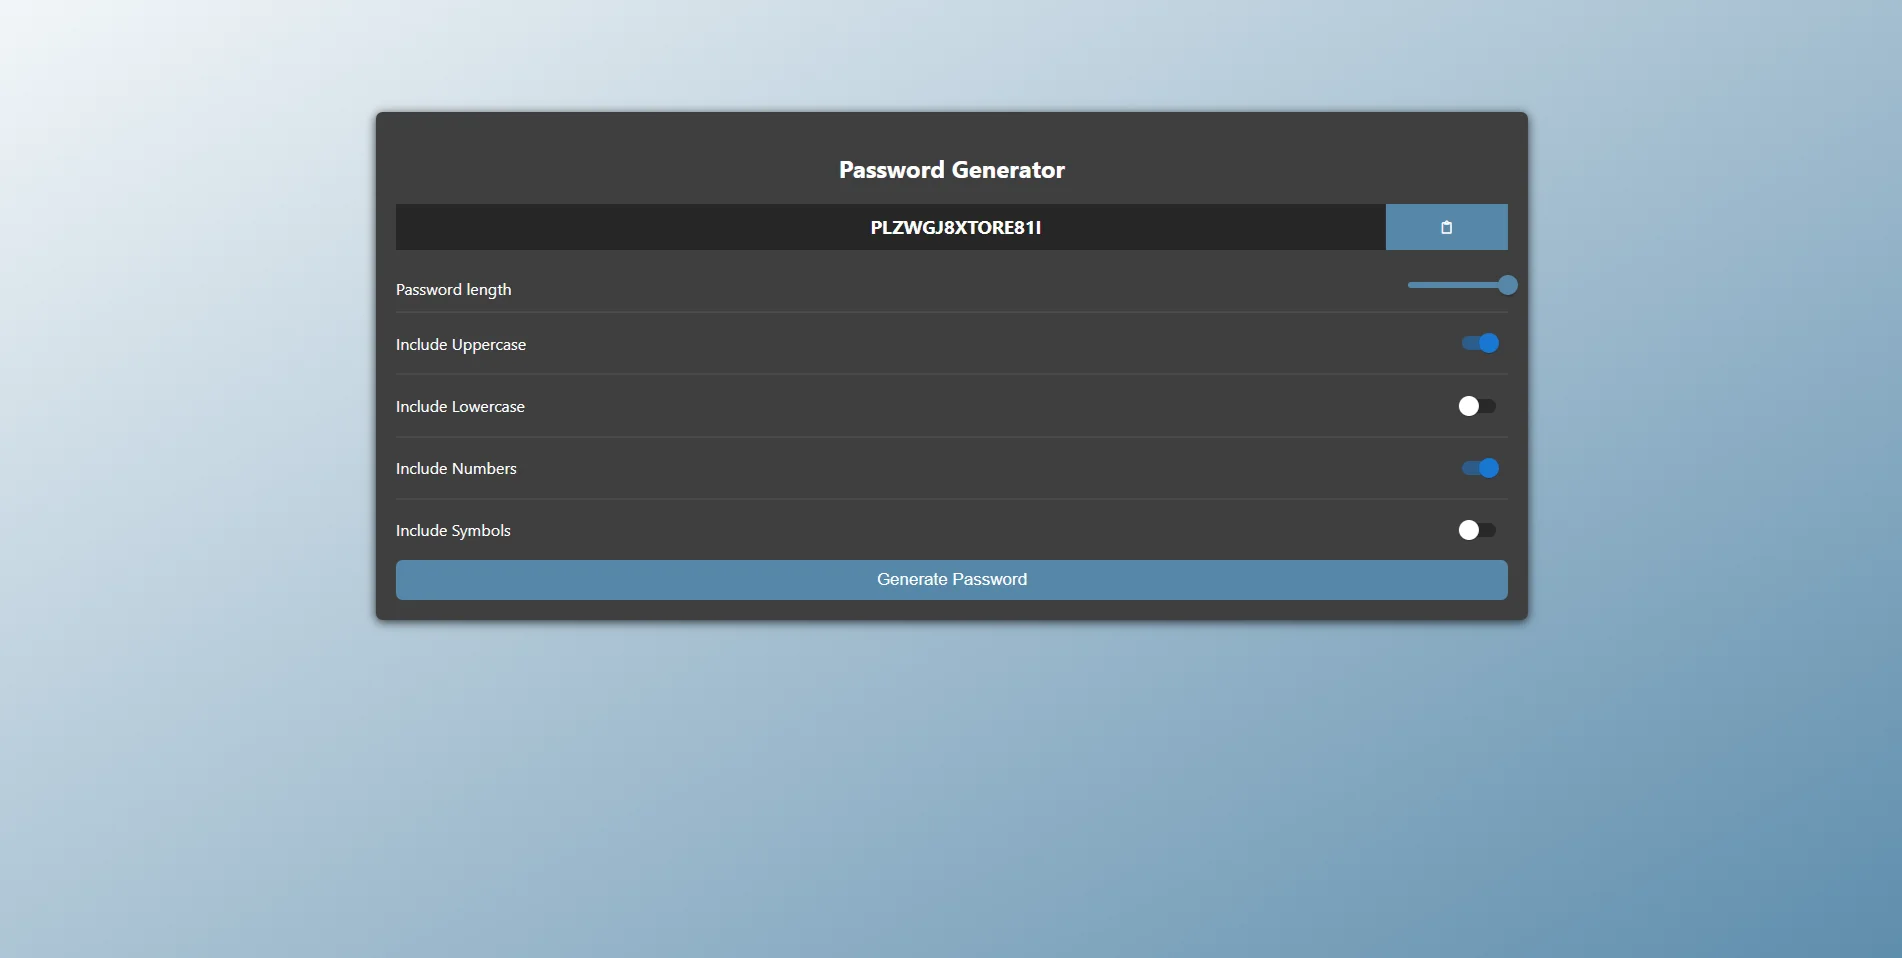 Password Generator
PLZWGJ8XTORE81I
Password length
Include Uppercase
Include Lowercase
Include Numbers
Include Symbols
Generate Password